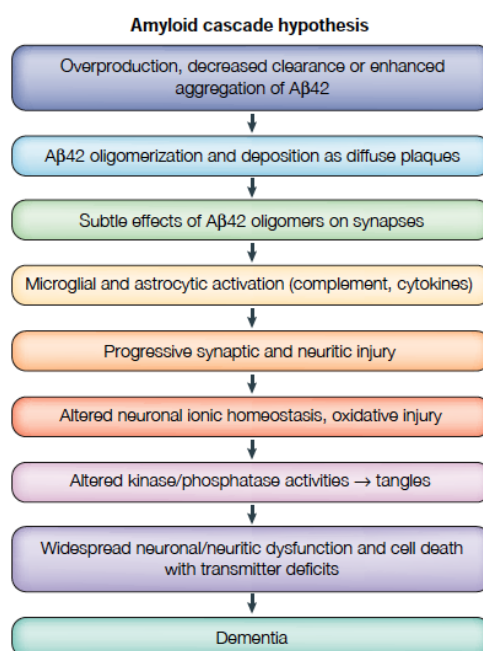 Amyloid cascade hypothesis
Overproduction, decreased clearance or enhanced
aggregation of Aβ42
Aβ42 oligomerization and deposition as diffuse plaques
Subtle effects of Aβ42 oligomers on synapses
Microglial and astrocytic activation (complement, cytokines)
Progressive synaptic and neuritic injury
Altered neuronal ionic homeostasis, oxidative injury
Altered kinase/phosphatase activities → tangles
Widespread neuronal/neuritic dysfunction and cell death
with transmitter deficits
Dementia